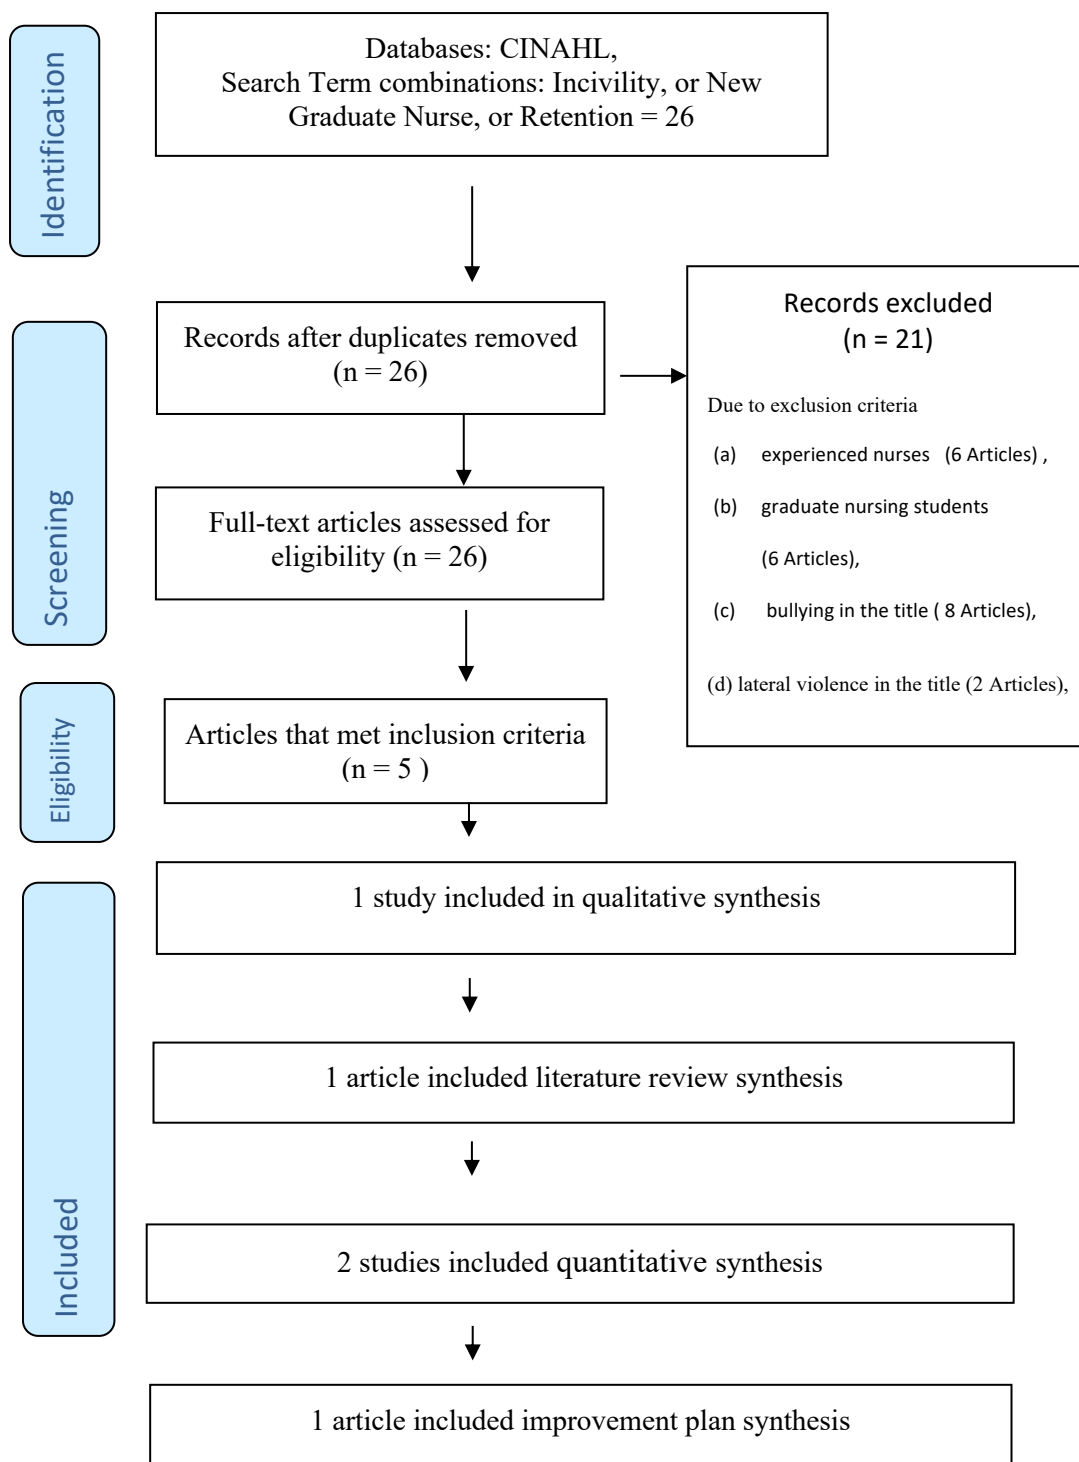 Identification
Databases: CINAHL,
Search Term combinations: Incivility, or New
Graduate Nurse, or Retention = 26
Screening
Records after duplicates removed
(n = 26)
Records excluded
(n = 21)
Due to exclusion criteria
(a) experienced nurses (6 Articles) ,
(b) graduate nursing students
(6 Articles),
(c) bullying in the title ( 8 Articles),
(d) lateral violence in the title (2 Articles),
Full-text articles assessed for
eligibility (n = 26)
Eligibility
Articles that met inclusion criteria
(n = 5 )
Included
1 study included in qualitative synthesis
1 article included literature review synthesis
2 studies included quantitative synthesis
1 article included improvement plan synthesis